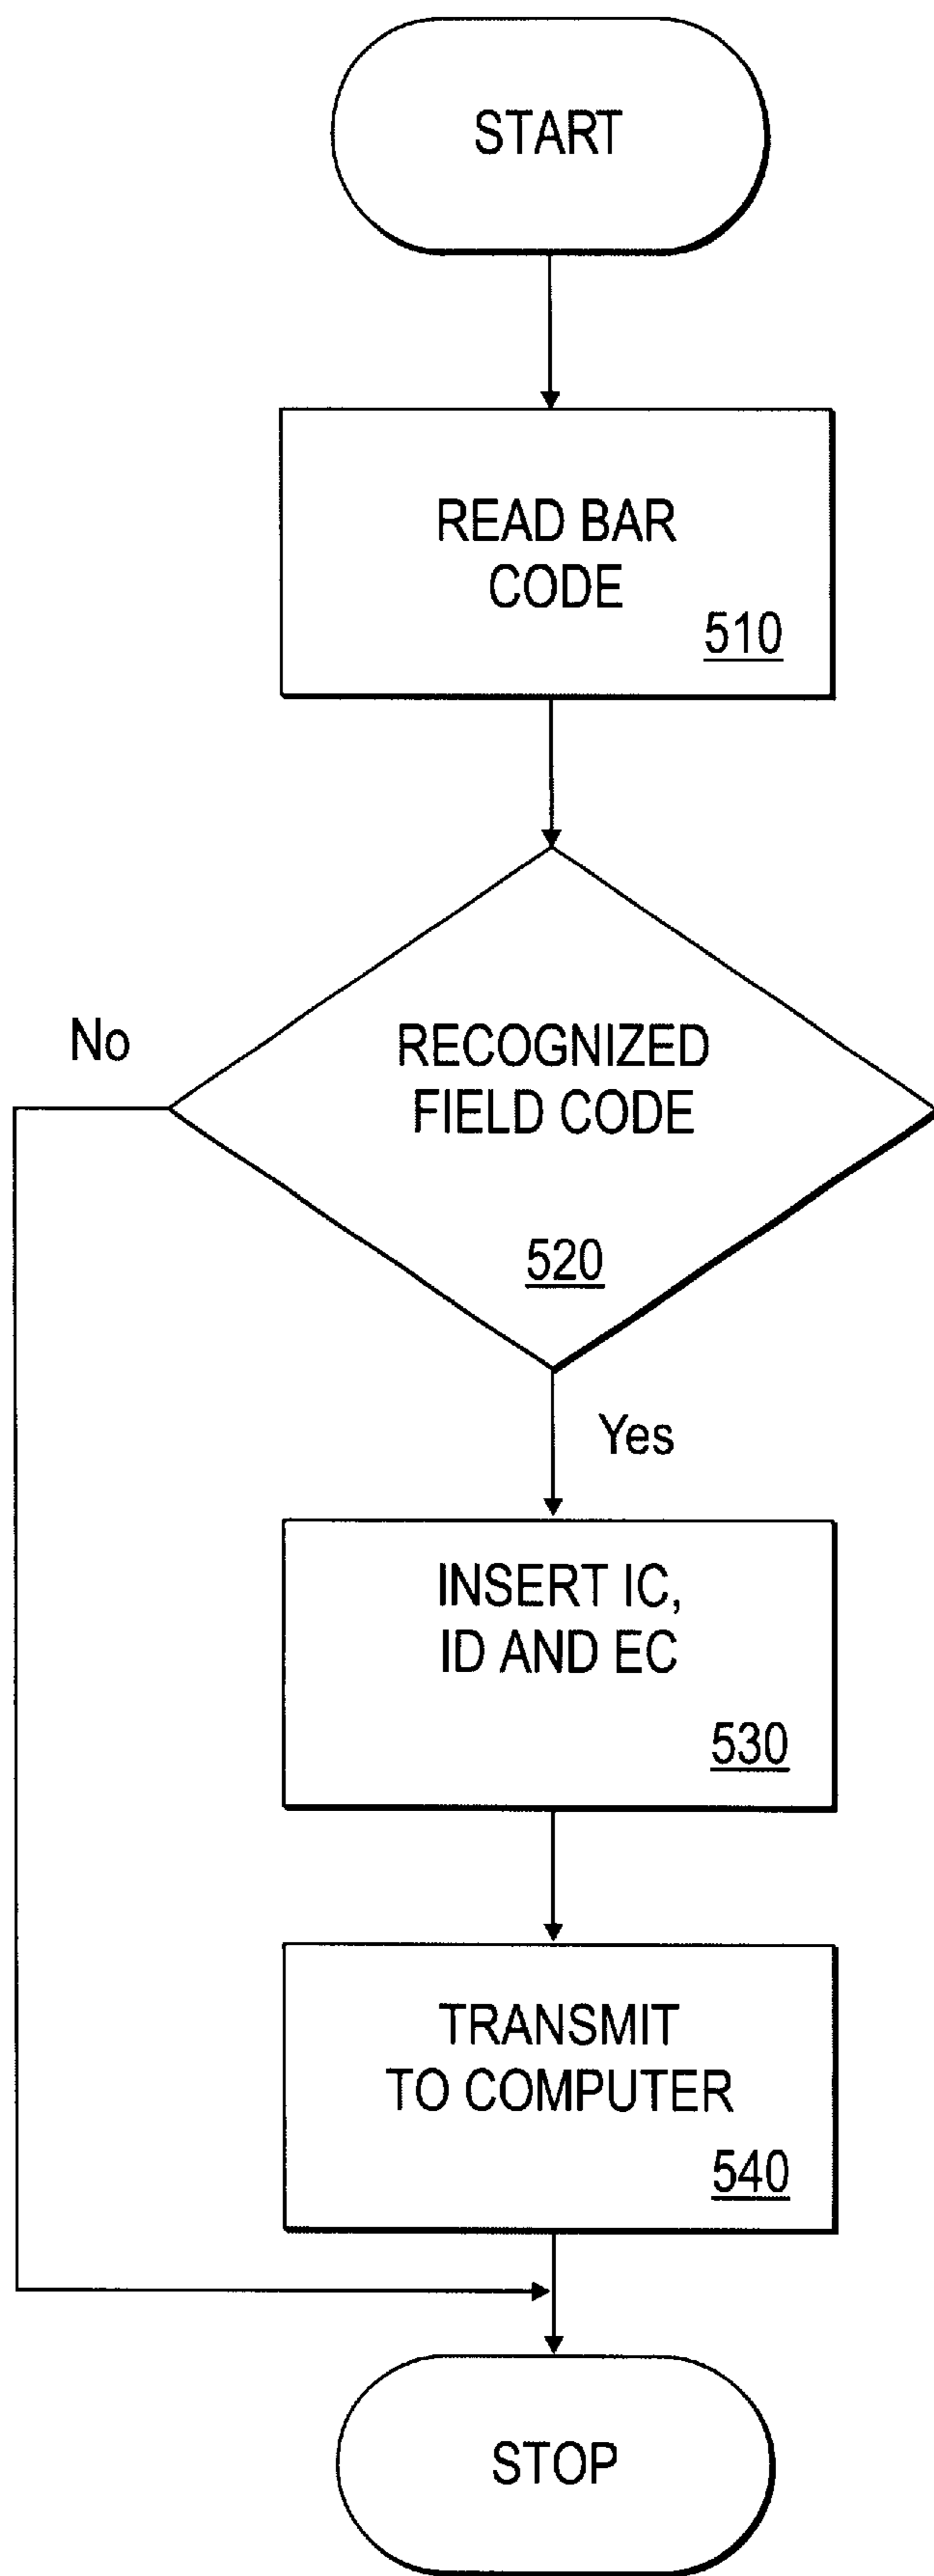 START
READ BAR
CODE
510
RECOGNIZED
FIELD CODE
520
No
Yes
INSERT IC,
ID AND EC
530
TRANSMIT
TO COMPUTER
540
STOP